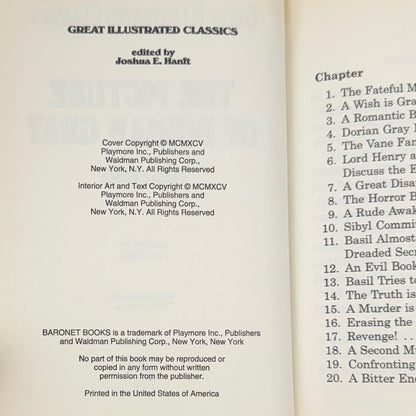 GREAT ILLUSTRATED CLASSICS
edited by
Joshua E. Hanft
Cover Copyright © MCMXCV
Playmore Inc., Publishers and
Waldman Publishing Corp.,
New York, N.Y. All Rights Reserved
Interior Art and Text Copyright © MCMXCV
Playmore Inc., Publishers and
Waldman Publishing Corp.,
New York, N.Y. All Rights Reserved
BARONET BOOKS is a trademark of Playmore Inc., Publishers
and Waldman Publishing Corp., New York, New York
No part of this book may be reproduced or
copied in any form without written
permission from the publisher.
Printed in the United States of America
Chapter
1. The Fateful M
2. A Wish is Gra
3. A Romantic B
4. Dorian Gray
5. The Vane Fam
6. Lord Henry a
Discuss the E
7. A Great Disa
8. The Horror B
9. A Rude Awak
10. Sibyl Commit
11. Basil Almost
Dreaded Secr
12. An Evil Book
13. Basil Tries to
14. The Truth is
15. A Murder is
16. Erasing the
17. Revenge! ..
18. A Second My
19. Confronting
20. A Bitter End